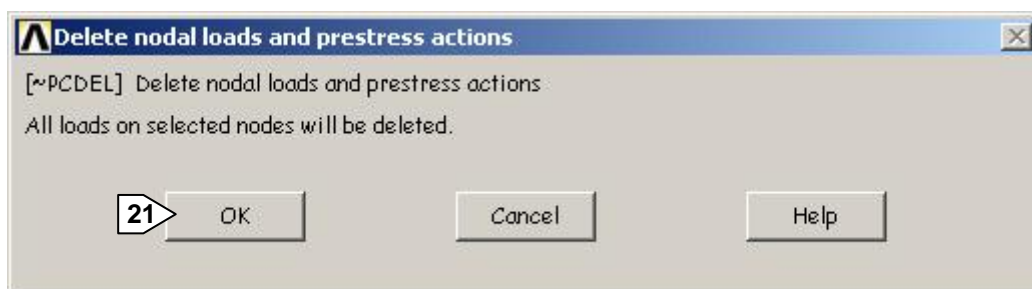 Delete nodal loads and prestress actions
[~PCDEL] Delete nodal loads and prestress actions
All loads on selected nodes will be deleted.
21 OK Cancel Help